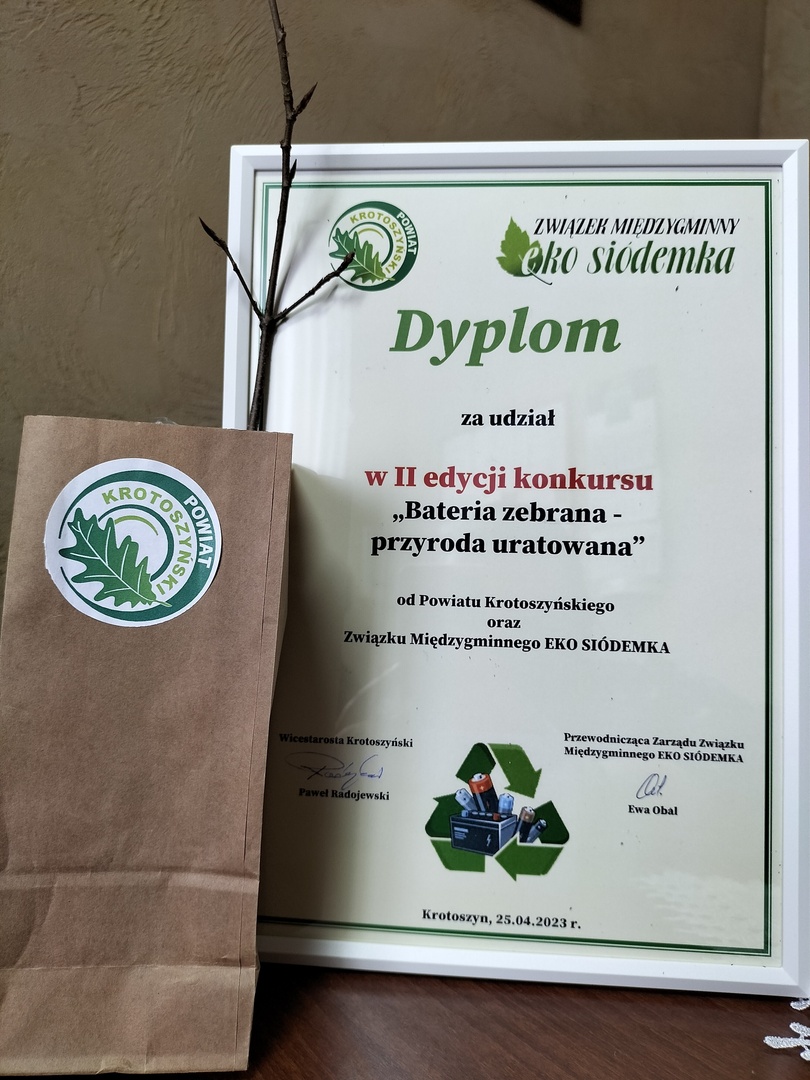 POWIAT
KROTOSZYŃSKI
POWIAT
KROTOSZYŃSKI
ZWIĄZEK MIĘDZYGMINNY
eko siódemka
Dyplom
za udział
w II edycji konkursu
„Bateria zebrana -
przyroda uratowana”
od Powiatu Krotoszyńskiego
oraz
Związku Międzygminnego EKO SIÓDEMKA
Wicestarosta Krotoszyński
Paweł Radojewski
Przewodnicząca Zarządu Związku
Międzygminnego EKO SIÓDEMKA
Ewa Obal
Krotoszyn, 25.04.2023 r.